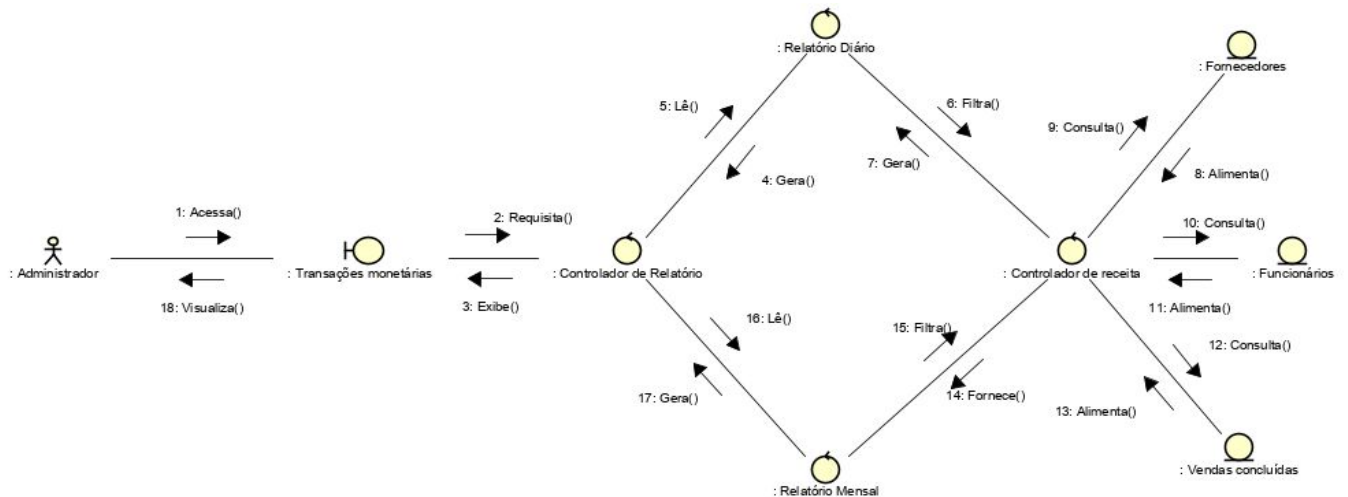 : Relatório Diário
: Fornecedores
5: Lê()
6: Filtra()
9: Consulta()
7: Gera()
4: Gera()
8: Alimenta()
1: Acessa()
2: Requisita()
10: Consulta()
: Administrador
: Transações monetárias
: Controlador de Relatório
: Controlador de receita
: Funcionários
18: Visualiza()
3: Exibe()
11: Alimenta()
16: Lê()
15: Filtra()
12: Consulta()
17: Gera()
14: Fornece()
13: Alimenta()
: Vendas concluídas
: Relatório Mensal